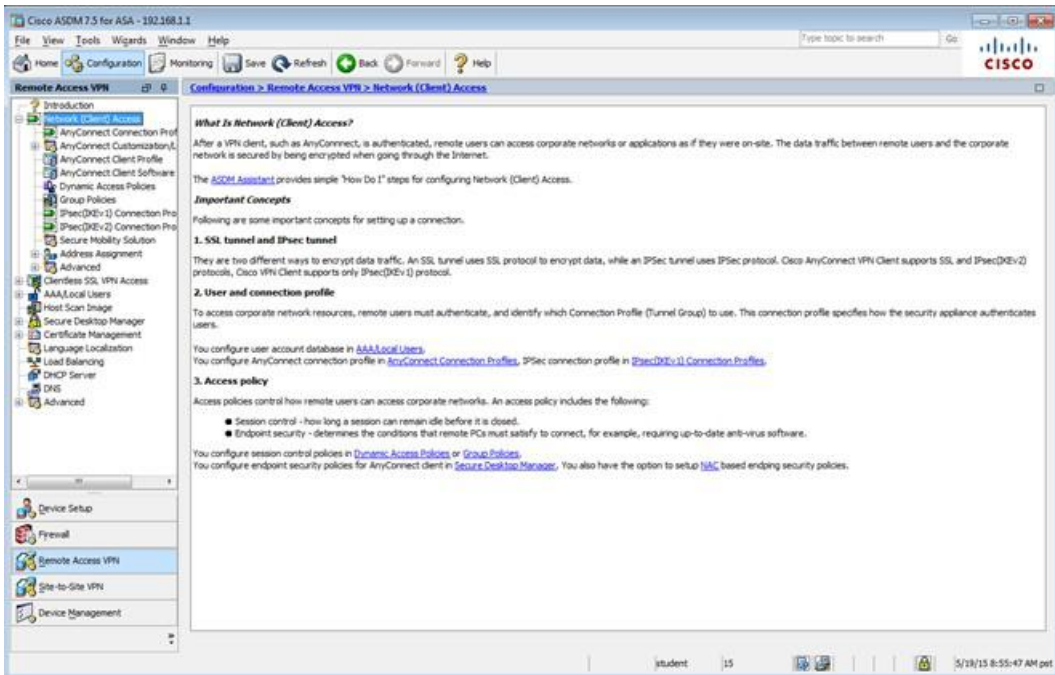 Cisco ASDM 7.5 for ASA - 192.168.1.1
File View Tools Wizards Window Help
Type topic to search Go
Home Configuration Monitoring Save Refresh Back Forward Help
CISCO
Remote Access VPN
Configuration > Remote Access VPN > Network (Client) Access
Introduction
Network (Client) Access
AnyConnect Connection Prof
AnyConnect Customization/L
AnyConnect Client Profile
AnyConnect Client Software
Dynamic Access Policies
Group Policies
IPsec(IKEv1) Connection Pro
IPsec(IKEv2) Connection Pro
Secure Mobility Solution
Address Assignment
Advanced
Clientless SSL VPN Access
AAA/Local Users
Host Scan Image
Secure Desktop Manager
Certificate Management
Language Localization
Load Balancing
DHCP Server
DNS
Advanced
Device Setup
Firewall
Remote Access VPN
Site-to-Site VPN
Device Management
What Is Network (Client) Access?
After a VPN client, such as AnyConnnect, is authenticated, remote users can access corporate networks or applications as if they were on-site. The data traffic between remote users and the corporate
network is secured by being encrypted when going through the Internet.
The ASDM Assistant provides simple "How Do I" steps for configuring Network (Client) Access.
Important Concepts
Following are some important concepts for setting up a connection.
1. SSL tunnel and IPsec tunnel
They are two different ways to encrypt data traffic. An SSL tunnel uses SSL protocol to encrypt data, while an IPSec tunnel uses IPSec protocol. Cisco AnyConnect VPN Client supports SSL and IPsec(IKEv2)
protocols, Cisco VPN Client supports only IPsec(IKEv1) protocol.
2. User and connection profile
To access corporate network resources, remote users must authenticate, and identify which Connection Profile (Tunnel Group) to use. This connection profile specifies how the security appliance authenticates
users.
You configure user account database in AAA/Local Users.
You configure AnyConnect connection profile in AnyConnect Connection Profiles, IPSec connection profile in IPsec(IKEv1) Connection Profiles.
3. Access policy
Access policies control how remote users can access corporate networks. An access policy includes the following:
● Session control - how long a session can remain idle before it is closed.
● Endpoint security - determines the conditions that remote PCs must satisfy to connect, for example, requiring up-to-date anti-virus software.
You configure session control policies in Dynamic Access Policies or Group Policies.
You configure endpoint security policies for AnyConnect client in Secure Desktop Manager. You also have the option to setup NAC based endping security policies.
student 15 5/19/15 8:55:47 AM pst